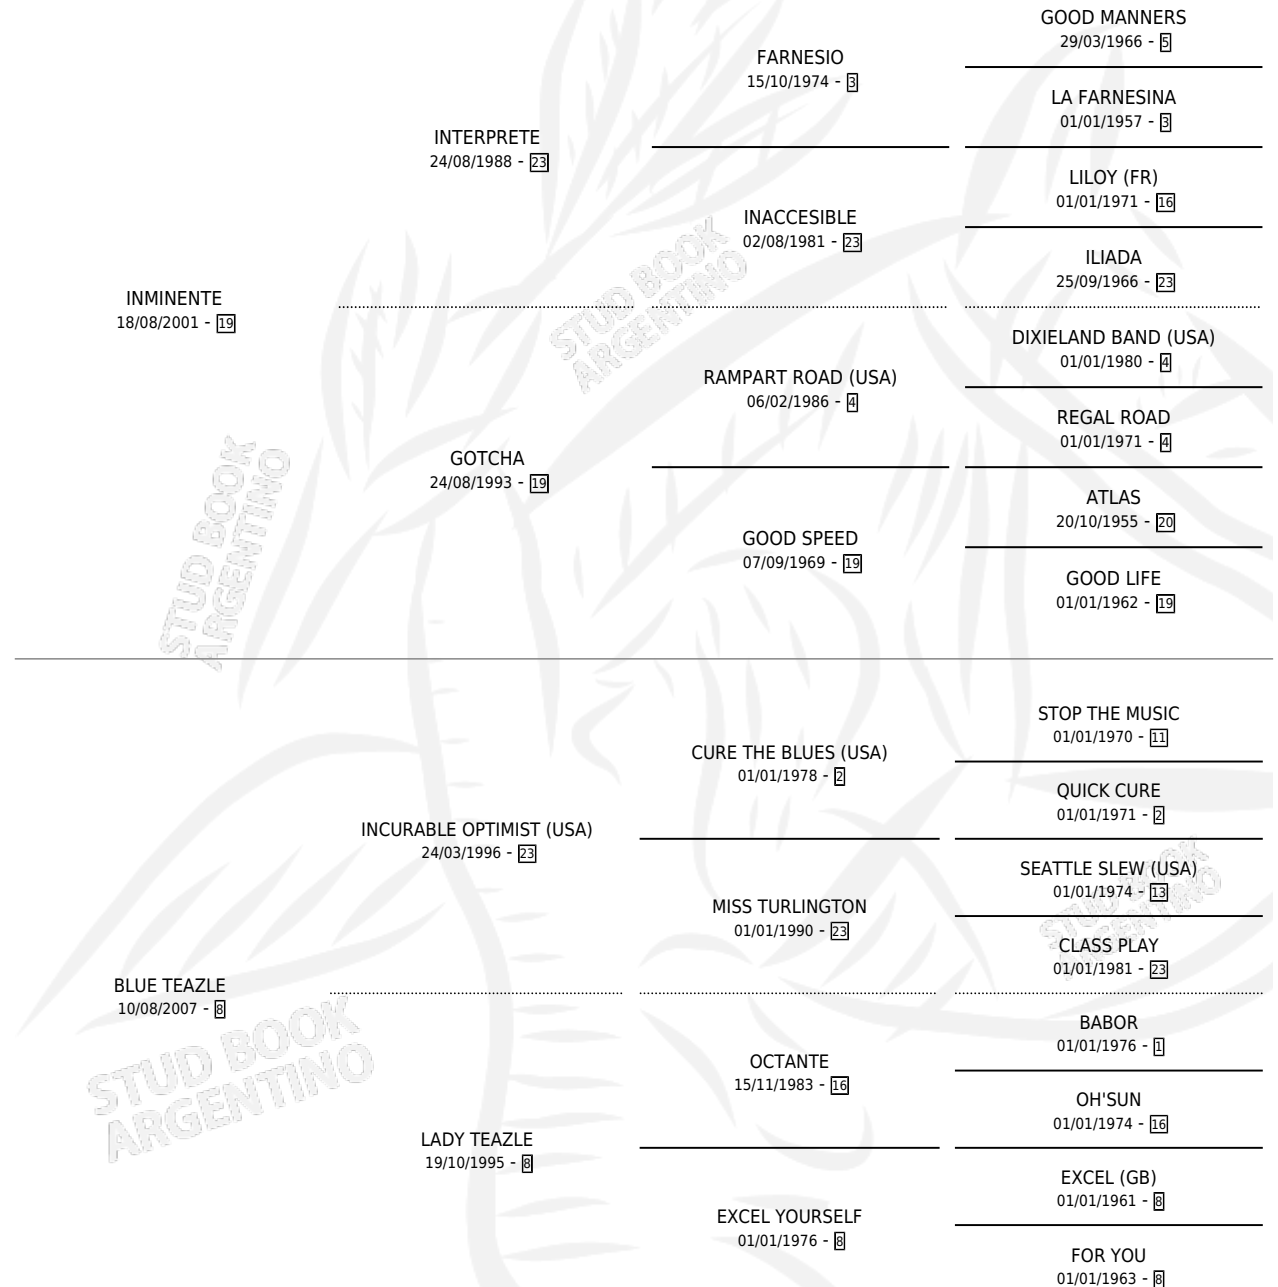 GOOD MANNERS
29/03/1966 - 5
FARNESIO
15/10/1974 - 3
LA FARNESINA
01/01/1957 - 3
INTERPRETE
24/08/1988 - 23
LILOY (FR)
01/01/1971 - 16
INACCESIBLE
02/08/1981 - 23
ILIADA
25/09/1966 - 23
INMINENTE
18/08/2001 - 19
DIXIELAND BAND (USA)
01/01/1980 - 4
RAMPART ROAD (USA)
06/02/1986 - 4
REGAL ROAD
01/01/1971 - 4
GOTCHA
24/08/1993 - 19
ATLAS
20/10/1955 - 20
GOOD SPEED
07/09/1969 - 19
GOOD LIFE
01/01/1962 - 19
STUD BOOK
ARGENTINO
STUD BOOK
ARGENTINO
STOP THE MUSIC
01/01/1970 - 11
CURE THE BLUES (USA)
01/01/1978 - 2
QUICK CURE
01/01/1971 - 2
INCURABLE OPTIMIST (USA)
24/03/1996 - 23
SEATTLE SLEW (USA)
01/01/1974 - 13
MISS TURLINGTON
01/01/1990 - 23
CLASS PLAY
01/01/1981 - 23
BLUE TEAZLE
10/08/2007 - 8
BABOR
01/01/1976 - 1
OCTANTE
15/11/1983 - 16
OH'SUN
01/01/1974 - 16
LADY TEAZLE
19/10/1995 - 8
EXCEL (GB)
01/01/1961 - 8
EXCEL YOURSELF
01/01/1976 - 8
FOR YOU
01/01/1963 - 8
STUD BOOK
ARGENTINO
STUD BOOK
ARGENTINO